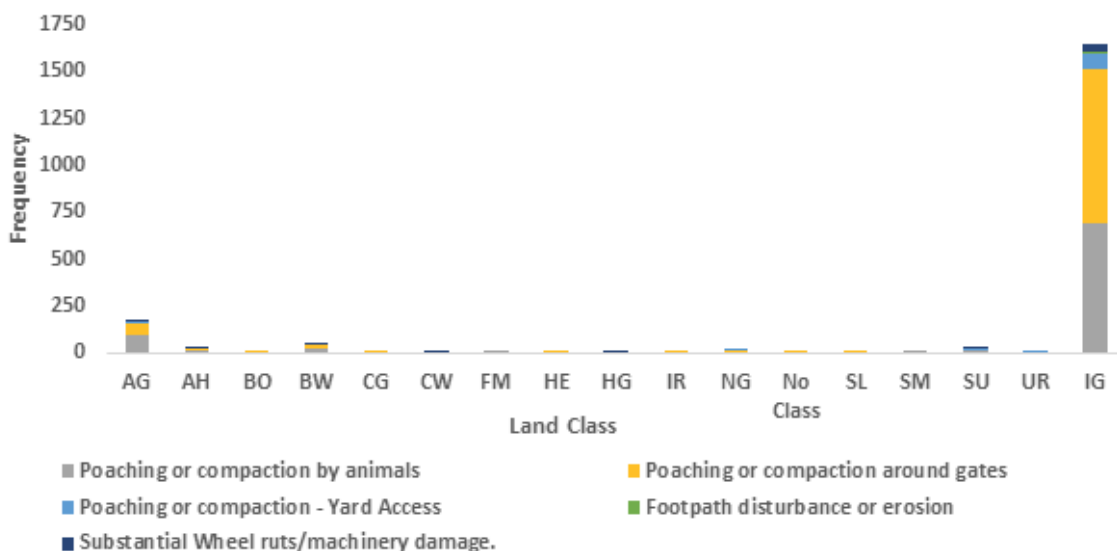 1750
1500
1250
1000
750
500
250
0
Frequency
AG AH BO BW CG CW FM HE HG IR NG No Class SL SM SU UR IG
Land Class
Poaching or compaction by animals
Poaching or compaction around gates
Poaching or compaction - Yard Access
Footpath disturbance or erosion
Substantial Wheel ruts/machinery damage.